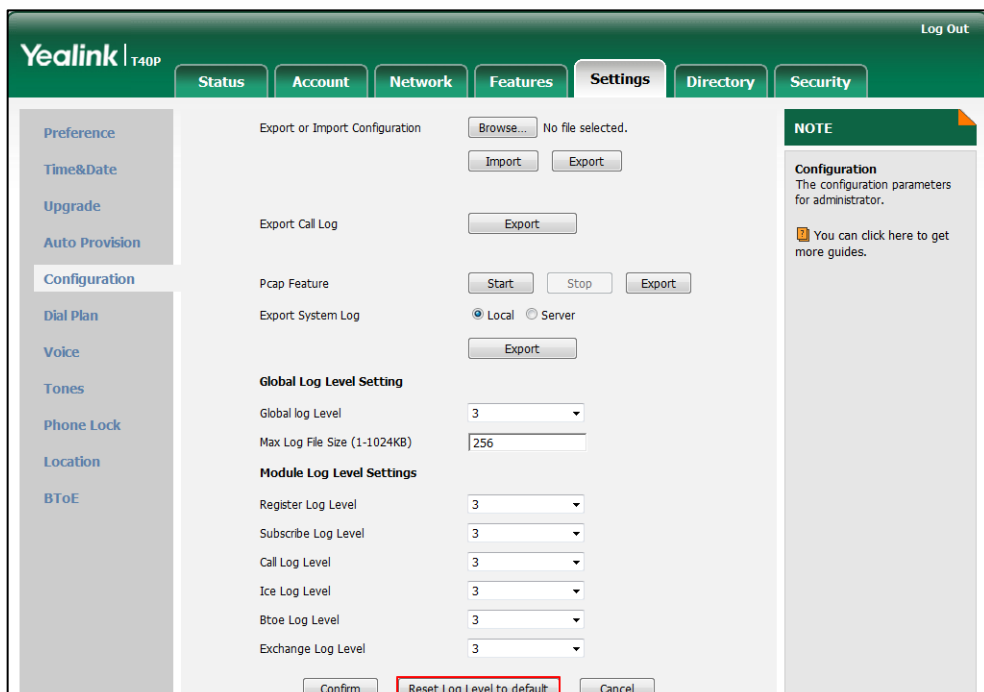 Log Out
Yealink | T40P
Status Account Network Features Settings Directory Security
Preference
Time&Date
Upgrade
Auto Provision
Configuration
Dial Plan
Voice
Tones
Phone Lock
Location
BToE
Export or Import Configuration Browse... No file selected.
Import Export
Export Call Log Export
Pcap Feature Start Stop Export
Export System Log Local Server
Export
Global Log Level Setting
Global log Level 3
Max Log File Size (1-1024KB) 256
Module Log Level Settings
Register Log Level 3
Subscribe Log Level 3
Call Log Level 3
Ice Log Level 3
Btoe Log Level 3
Exchange Log Level 3
Confirm Reset Log Level to default Cancel
NOTE
Configuration
The configuration parameters
for administrator.
? You can click here to get
more guides.